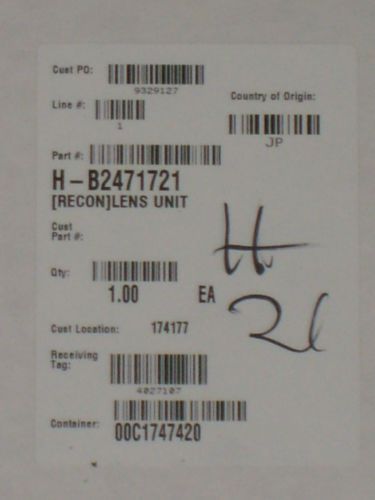 Cust PO:
9329127
Line #:
1
Country of Origin:
JP
Part #:
H-B2471721
[RECON]LENS UNIT
Cust
Part #:
Qty:
1.00 EA
Cust Location: 174177
Receiving
Tag:
4027107
Container:
00C1747420
H
21